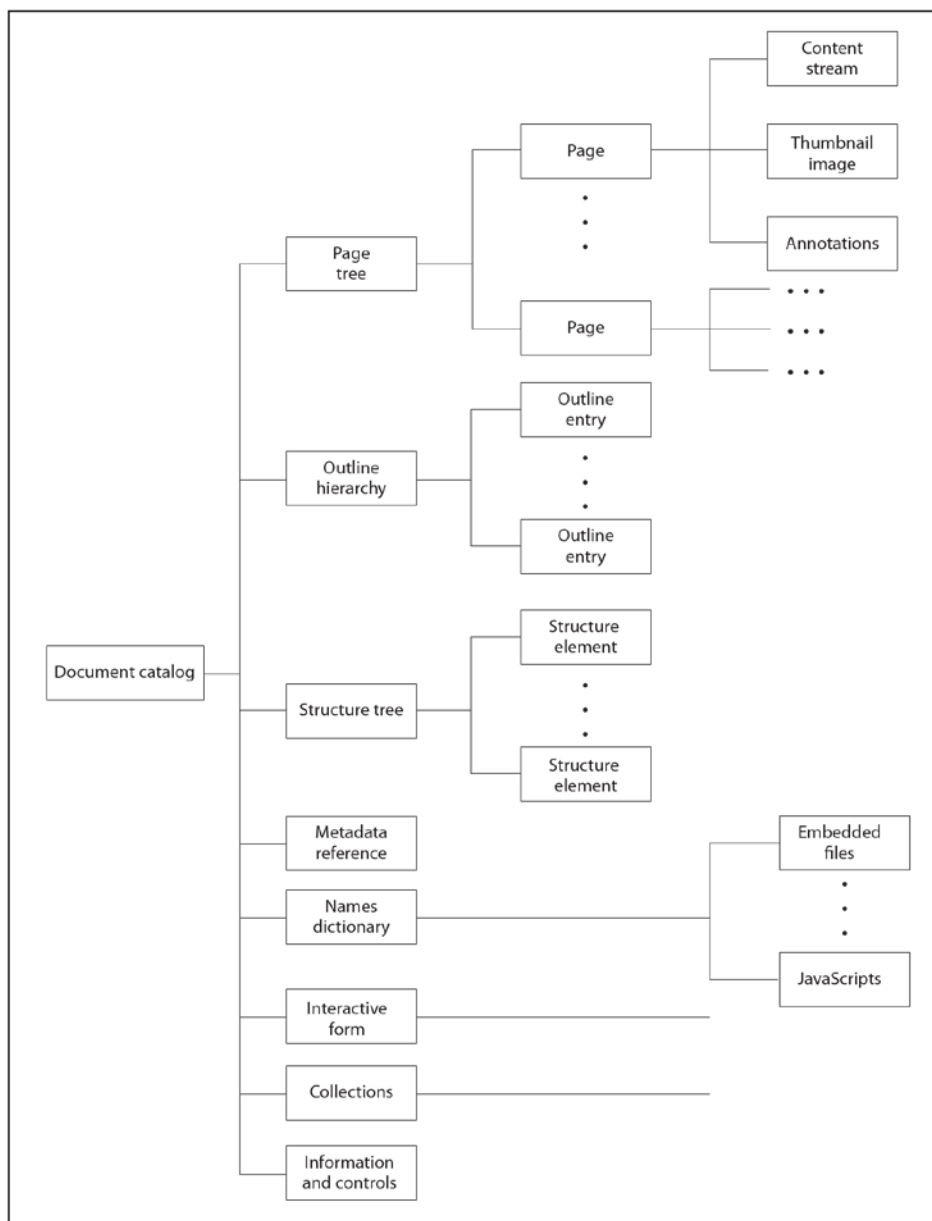 Content
stream
Page
Thumbnail
image
Annotations
Page
tree
Page
Outline
entry
Outline
hierarchy
Outline
entry
Document catalog
Structure
element
Structure tree
Structure
element
Metadata
reference
Embedded
files
Names
dictionary
JavaScripts
Interactive
form
Collections
Information
and controls